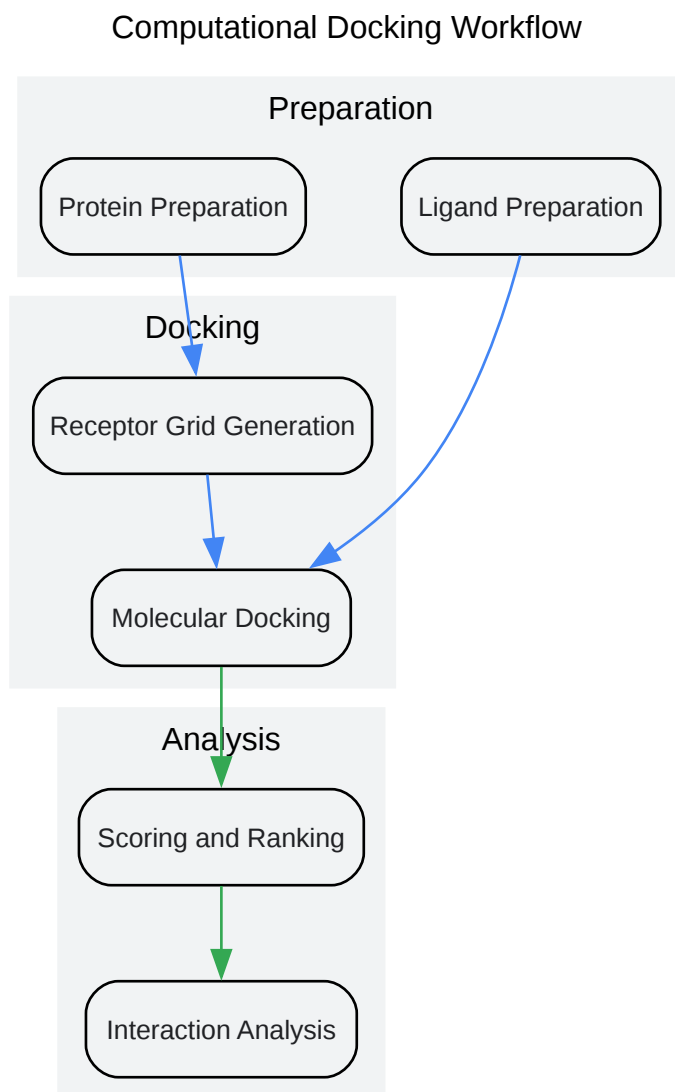 Computational Docking Workflow
Preparation
Protein Preparation
Ligand Preparation
Docking
Receptor Grid Generation
Molecular Docking
Analysis
Scoring and Ranking
Interaction Analysis